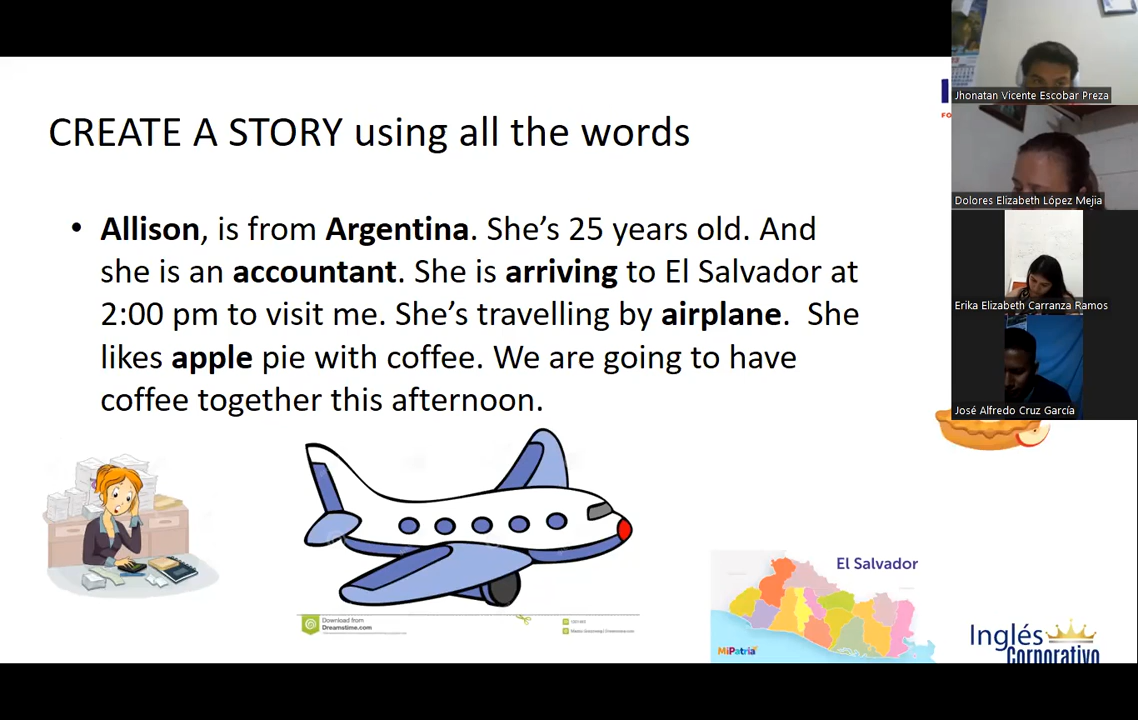 CREATE A STORY using all the words
• Allison, is from Argentina. She's 25 years old. And
she is an accountant. She is arriving to El Salvador at
2:00 pm to visit me. She's travelling by airplane.  She
likes apple pie with coffee. We are going to have
coffee together this afternoon.
Jhonatan Vicente Escobar Preza
Dolores Elizabeth López Mejia
Erika Elizabeth Carranza Ramos
José Alfredo Cruz García
Download from
Dreamstime.com
El Salvador
MiPatria
Inglés
Corporativo